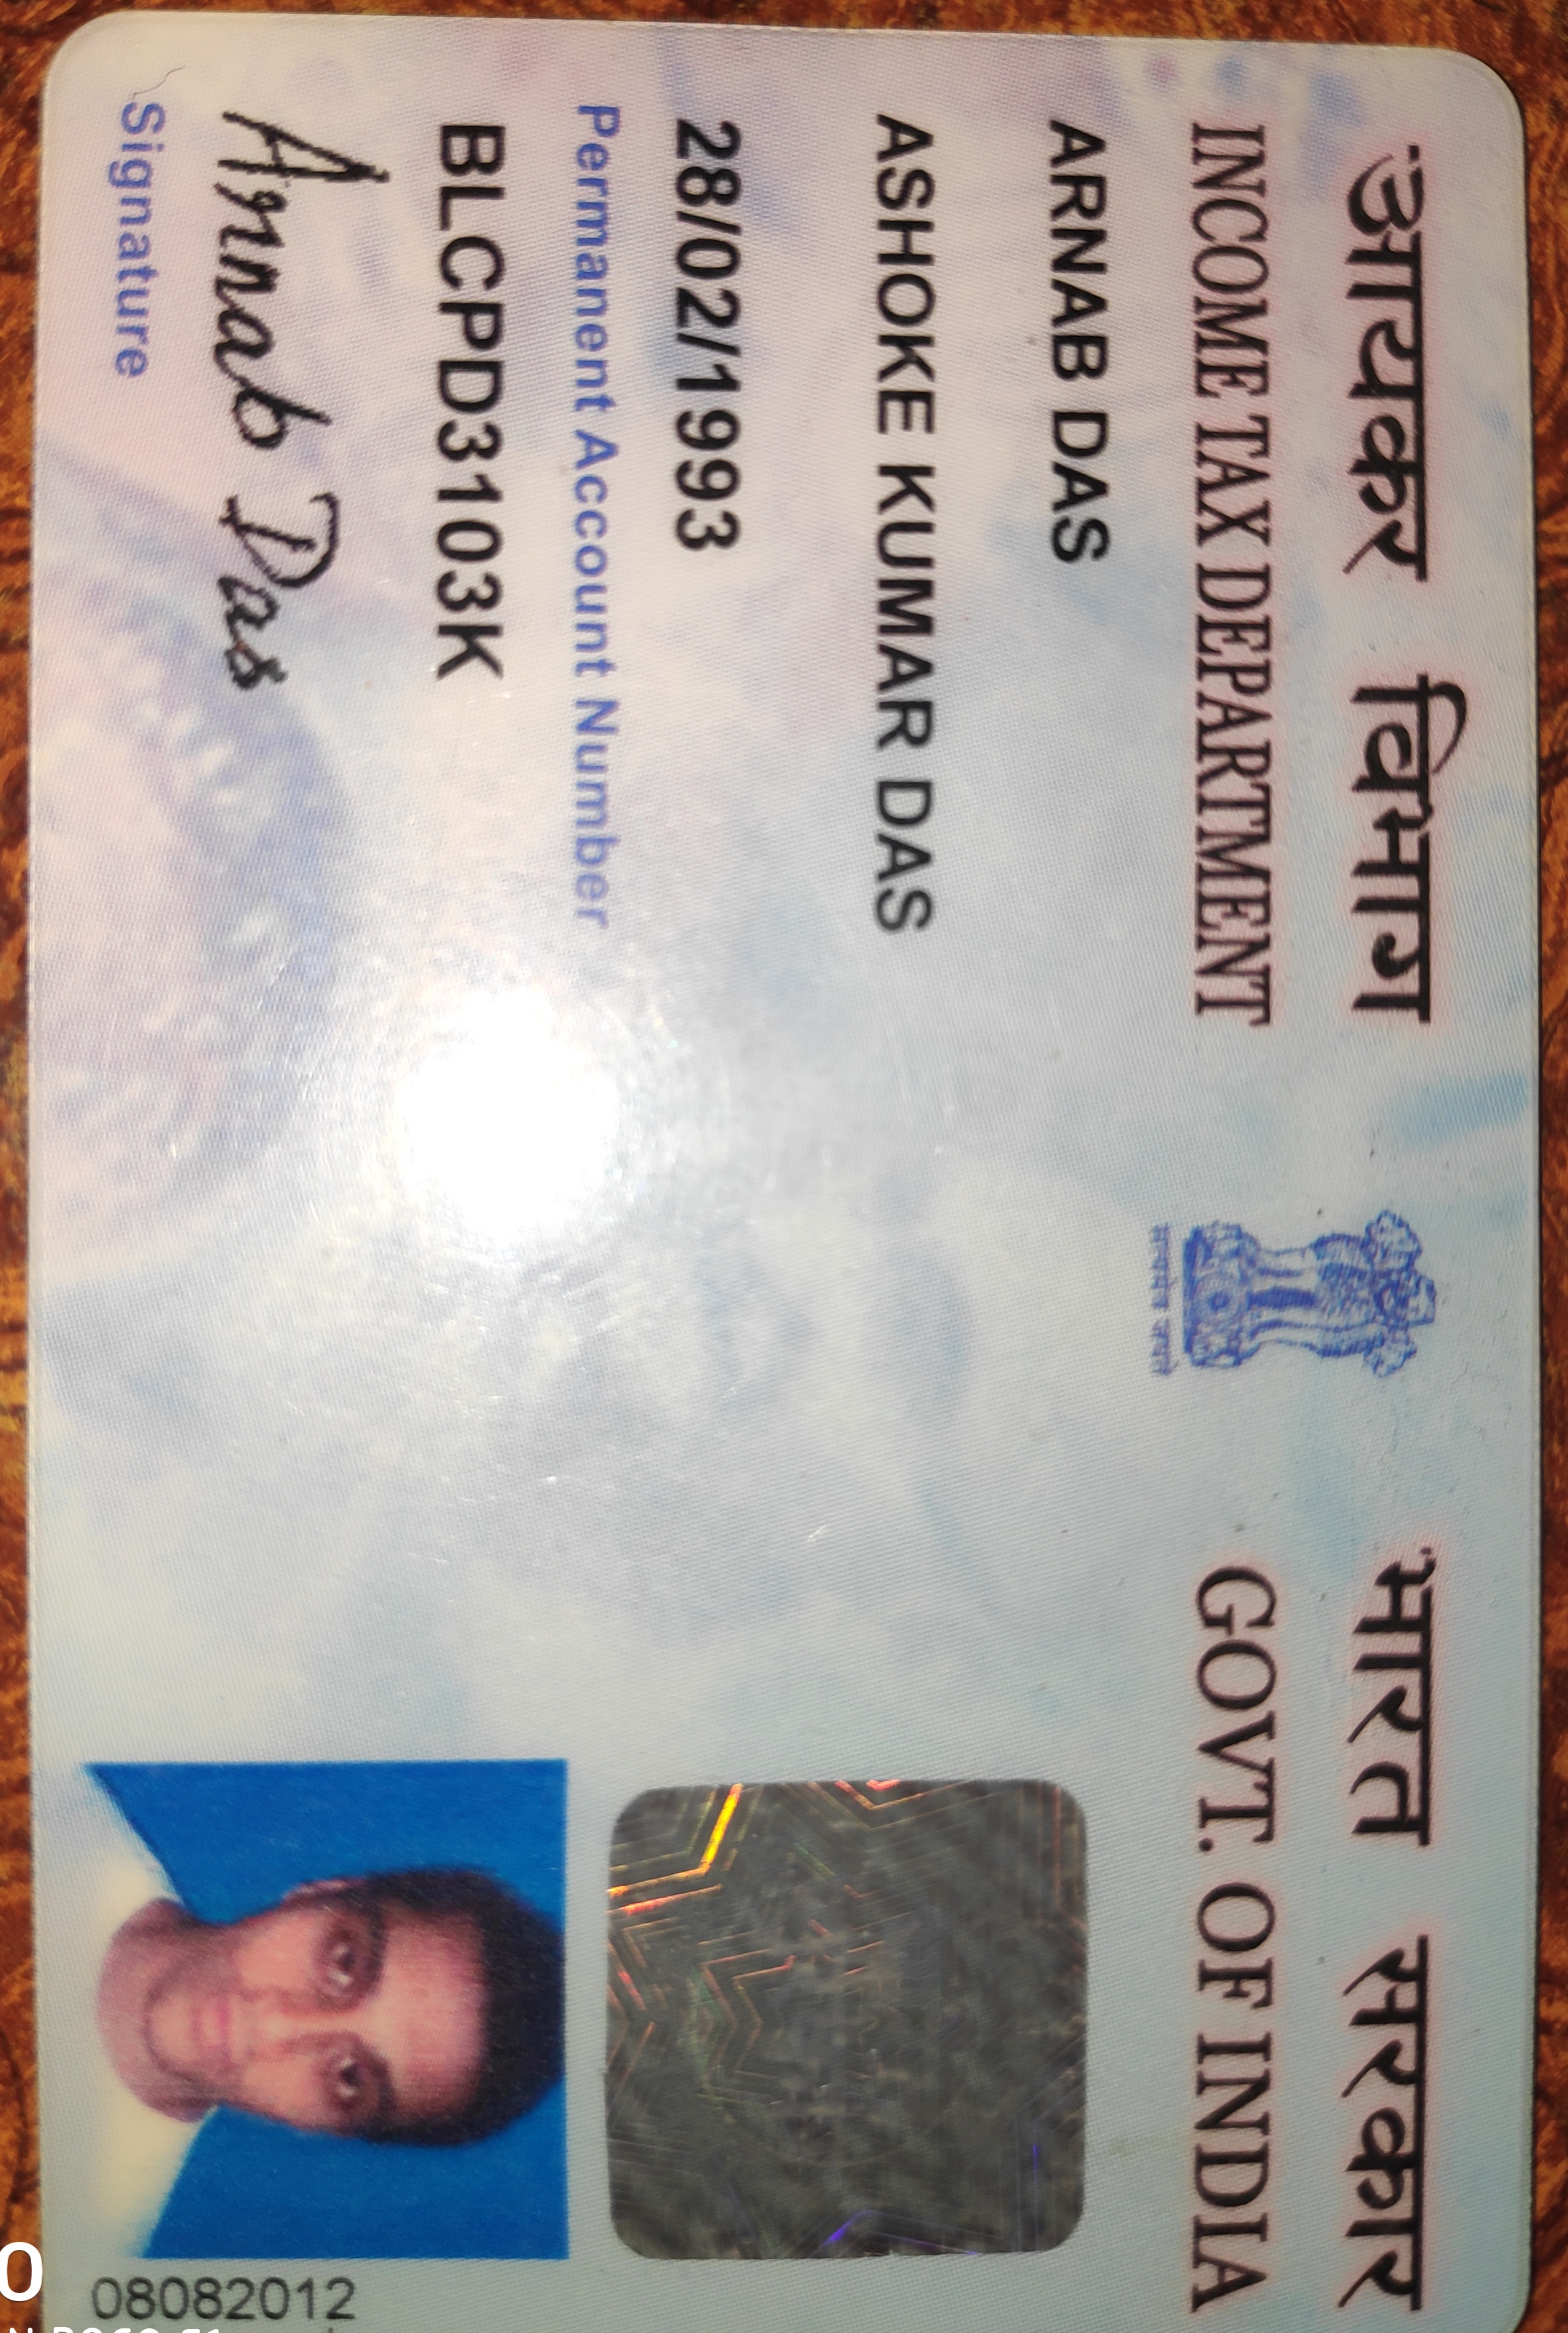 आयकर विभाग
INCOME TAX DEPARTMENT
सत्यमेव जयते
भारत सरकार
GOVT. OF INDIA
ARNAB DAS
ASHOKE KUMAR DAS
28/02/1993
Permanent Account Number
BLCPD3103K
Arnab Das
Signature
08082012